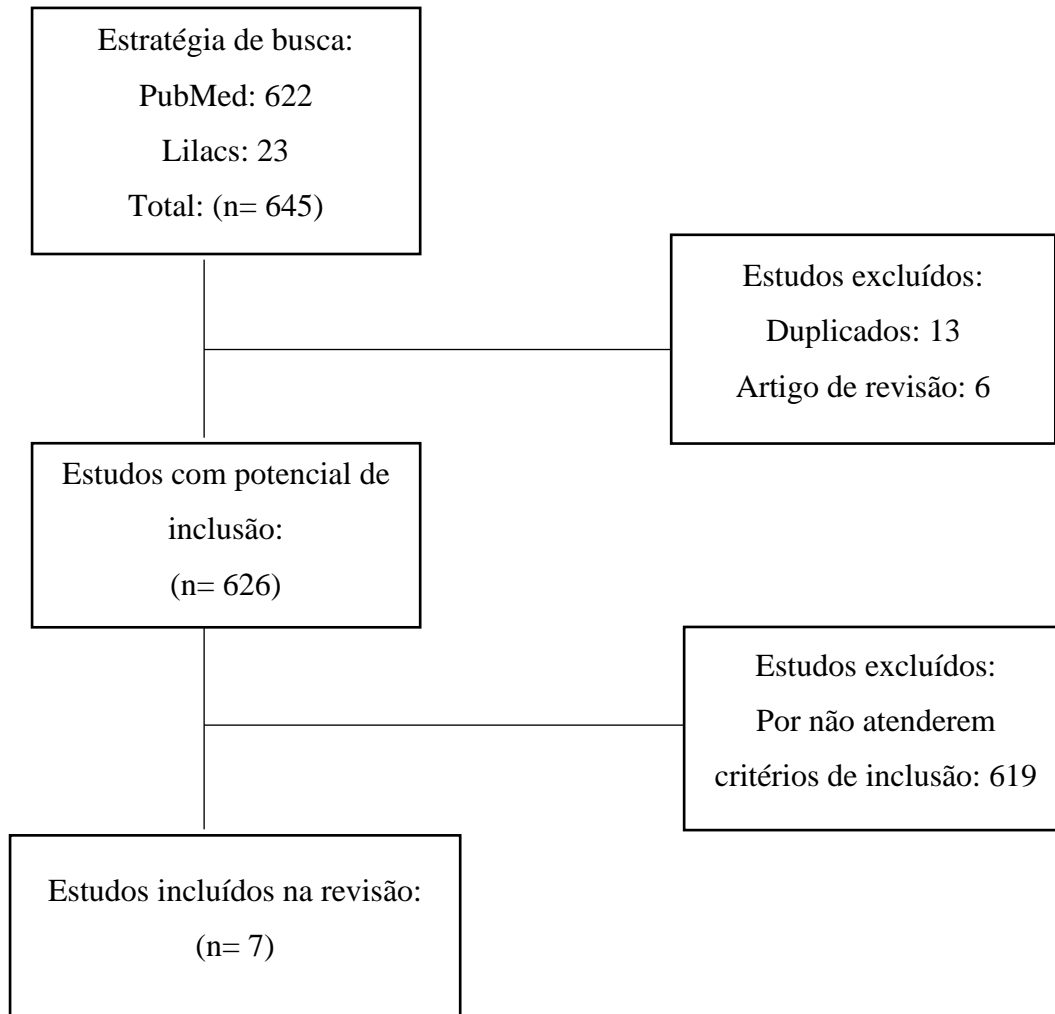 Estratégia de busca:
PubMed: 622
Lilacs: 23
Total: (n= 645)
Estudos excluídos:
Duplicados: 13
Artigo de revisão: 6
Estudos com potencial de
inclusão:
(n= 626)
Estudos excluídos:
Por não atenderem
critérios de inclusão: 619
Estudos incluídos na revisão:
(n= 7)